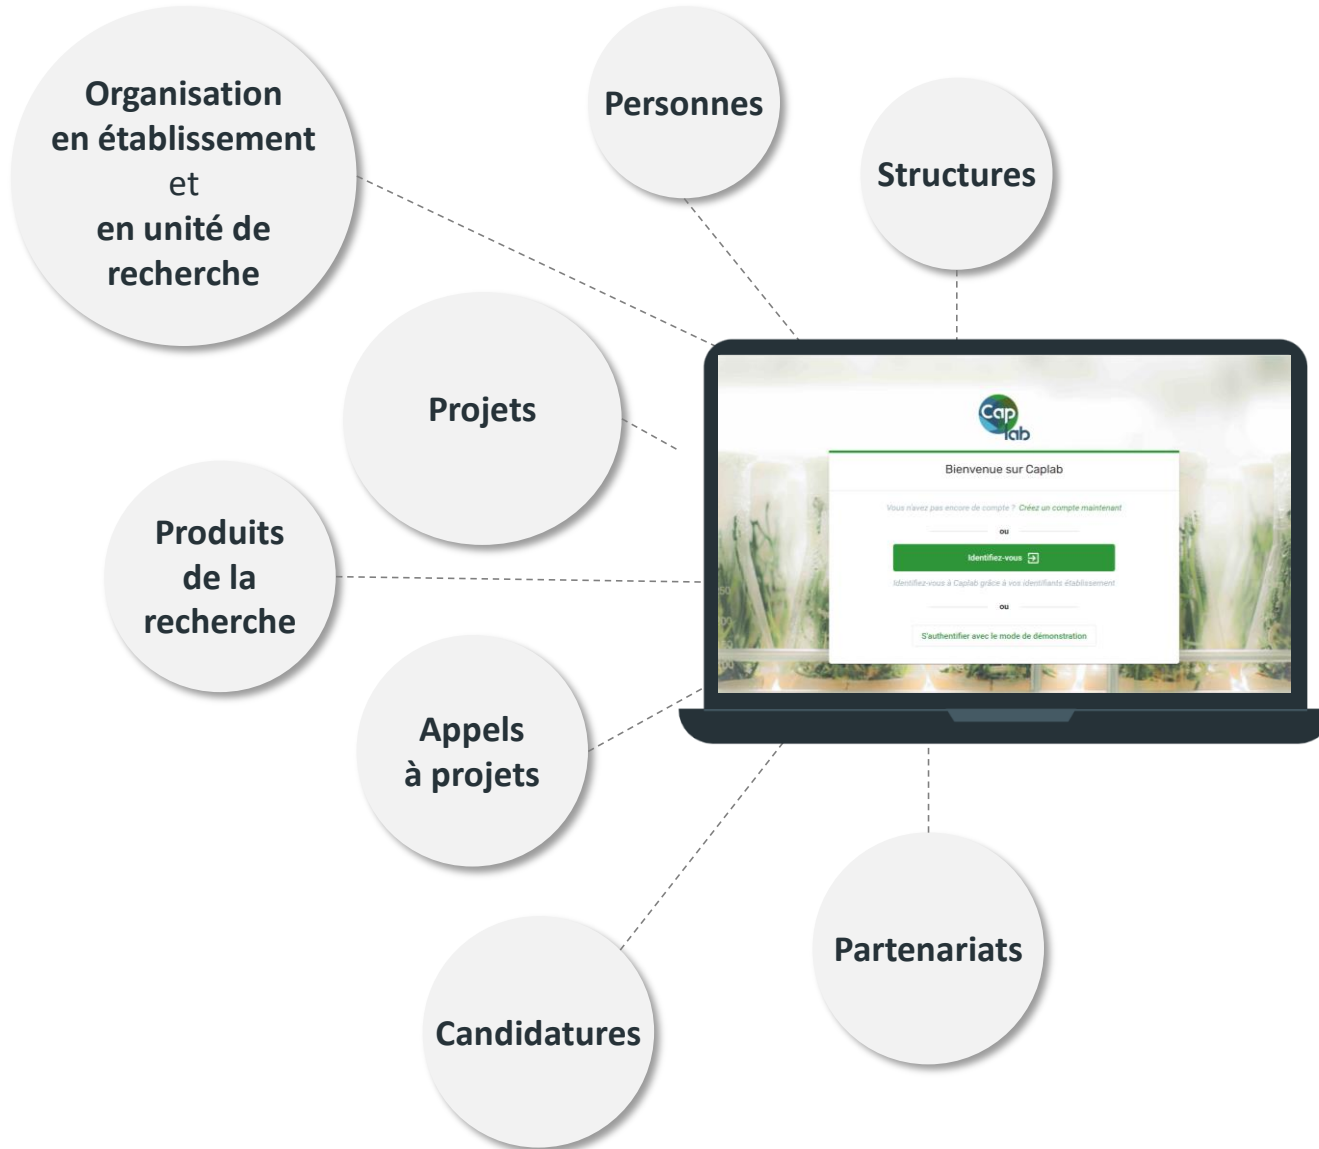 Organisation
en établissement
et
en unité de
recherche
Personnes
Structures
Projets
Produits
de la
recherche
Appels
à projets
Candidatures
Partenariats
Cap
lab
Bienvenue sur Caplab
Vous n'avez pas encore de compte ? Créez un compte maintenant
ou
Identifiez-vous
Identifiez-vous à Caplab grâce à vos identifiants établissement
ou
S'authentifier avec le mode de démonstration